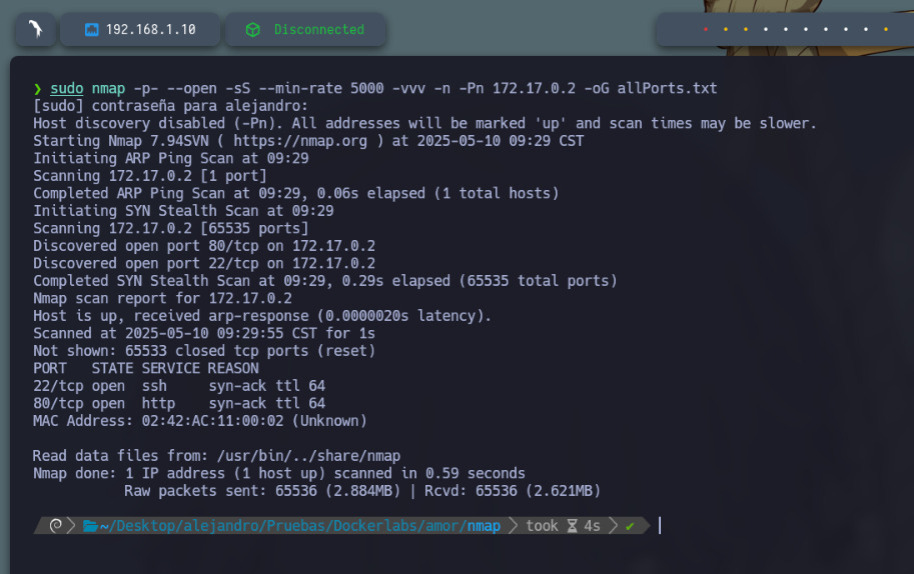 192.168.1.10
Disconnected
❯ sudo nmap -p- --open -sS --min-rate 5000 -vvv -n -Pn 172.17.0.2 -oG allPorts.txt
[sudo] contraseña para alejandro:
Host discovery disabled (-Pn). All addresses will be marked 'up' and scan times may be slower.
Starting Nmap 7.94SVN ( https://nmap.org ) at 2025-05-10 09:29 CST
Initiating ARP Ping Scan at 09:29
Scanning 172.17.0.2 [1 port]
Completed ARP Ping Scan at 09:29, 0.06s elapsed (1 total hosts)
Initiating SYN Stealth Scan at 09:29
Scanning 172.17.0.2 [65535 ports]
Discovered open port 80/tcp on 172.17.0.2
Discovered open port 22/tcp on 172.17.0.2
Completed SYN Stealth Scan at 09:29, 0.29s elapsed (65535 total ports)
Nmap scan report for 172.17.0.2
Host is up, received arp-response (0.0000020s latency).
Scanned at 2025-05-10 09:29:55 CST for 1s
Not shown: 65533 closed tcp ports (reset)
PORT   STATE SERVICE REASON
22/tcp open  ssh     syn-ack ttl 64
80/tcp open  http    syn-ack ttl 64
MAC Address: 02:42:AC:11:00:02 (Unknown)
Read data files from: /usr/bin/../share/nmap
Nmap done: 1 IP address (1 host up) scanned in 0.59 seconds
Raw packets sent: 65536 (2.884MB) | Rcvd: 65536 (2.621MB)
~/Desktop/alejandro/Pruebas/Dockerlabs/amor/nmap took 4s ✔